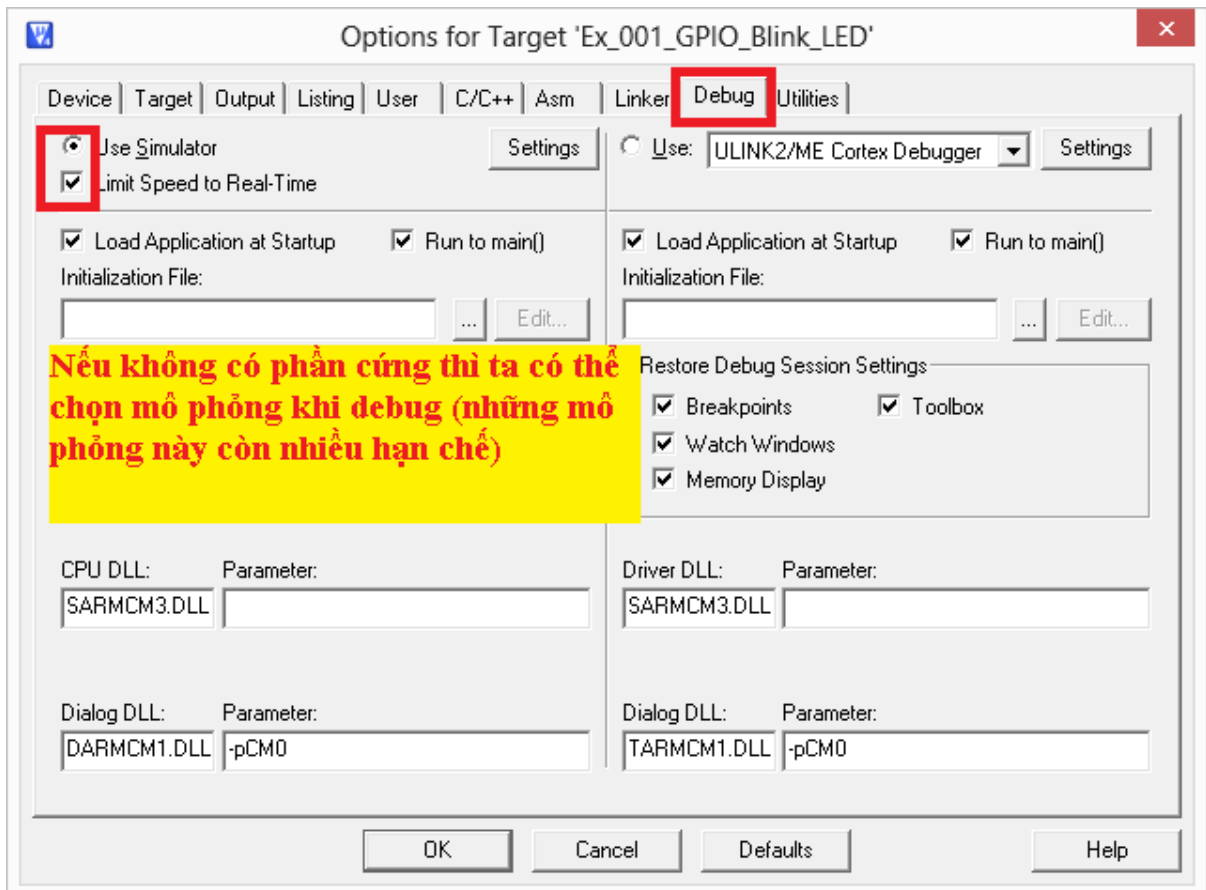 Options for Target 'Ex_001_GPIO_Blink_LED'
Device Target Output Listing User C/C++ Asm Linker Debug Utilities
Use Simulator Settings Use: ULINK2/ME Cortex Debugger Settings
Limit Speed to Real-Time
Load Application at Startup Run to main() Load Application at Startup Run to main()
Initialization File: Initialization File:
... Edit... ... Edit...
Nếu không có phần cứng thì ta có thể
chọn mô phỏng khi debug (những mô
phỏng này còn nhiều hạn chế)
Restore Debug Session Settings
Breakpoints Toolbox
Watch Windows
Memory Display
CPU DLL: Parameter: Driver DLL: Parameter:
SARMCM3.DLL SARMCM3.DLL
Dialog DLL: Parameter: Dialog DLL: Parameter:
DARMCM1.DLL -pCM0 TARMCM1.DLL -pCM0
OK Cancel Defaults Help